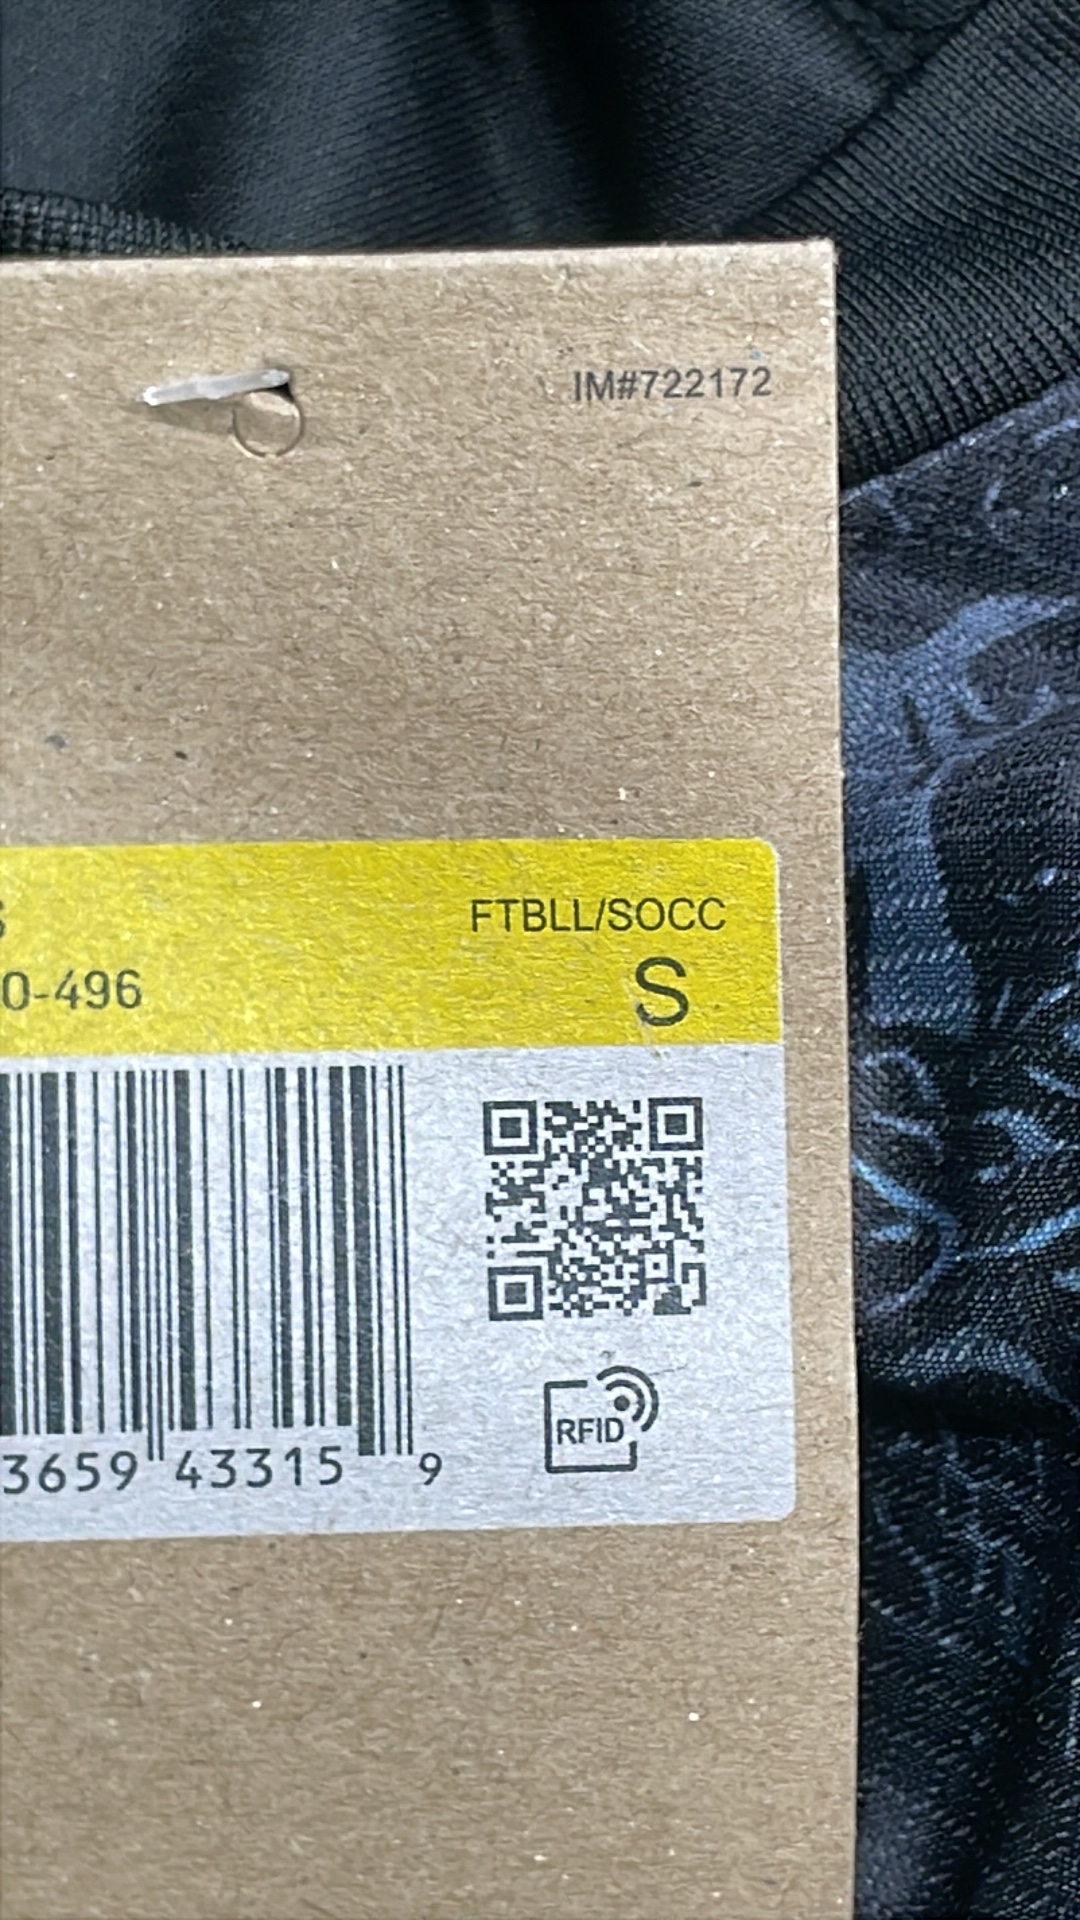 IM#722172
FTBLL/SOCC
0-496
S
3659 43315 9
RFID